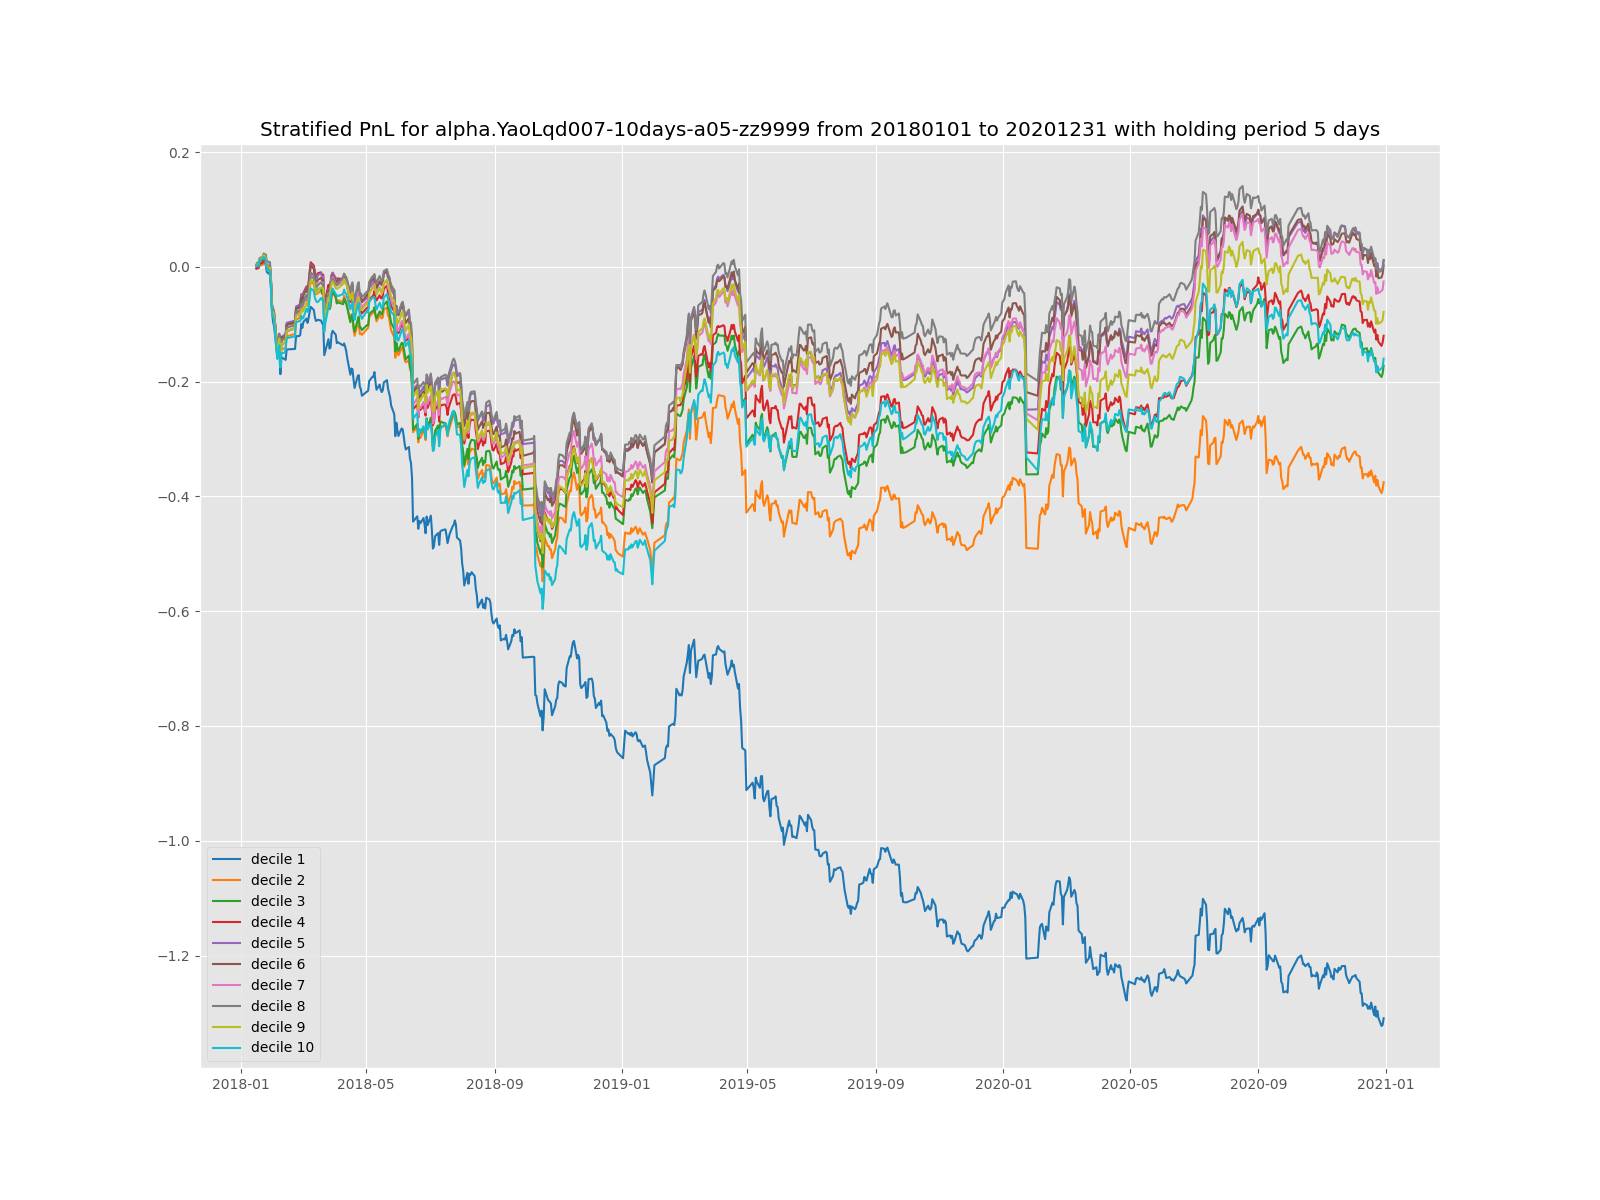 Stratified PnL for alpha.YaoLqd007-10days-a05-zz9999 from 20180101 to 20201231 with holding period 5 days
0.2
0.0
−0.2
−0.4
−0.6
−0.8
−1.0
−1.2
decile 1
decile 2
decile 3
decile 4
decile 5
decile 6
decile 7
decile 8
decile 9
decile 10
2018-01 2018-05 2018-09 2019-01 2019-05 2019-09 2020-01 2020-05 2020-09 2021-01